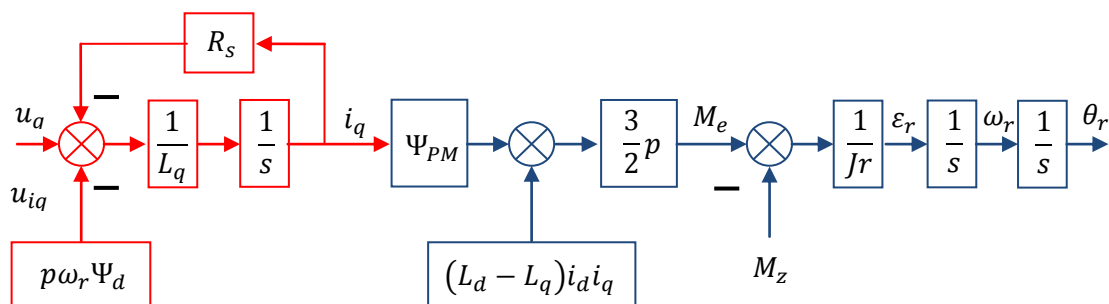 R_s
−
u_q
1/L_q
1/s
i_q
Ψ_PM
3/2 p
M_e
1/Jr
ε_r
1/s
ω_r
1/s
θ_r
u_iq
−
−
pω_rΨ_d
(L_d − L_q)i_d i_q
M_z